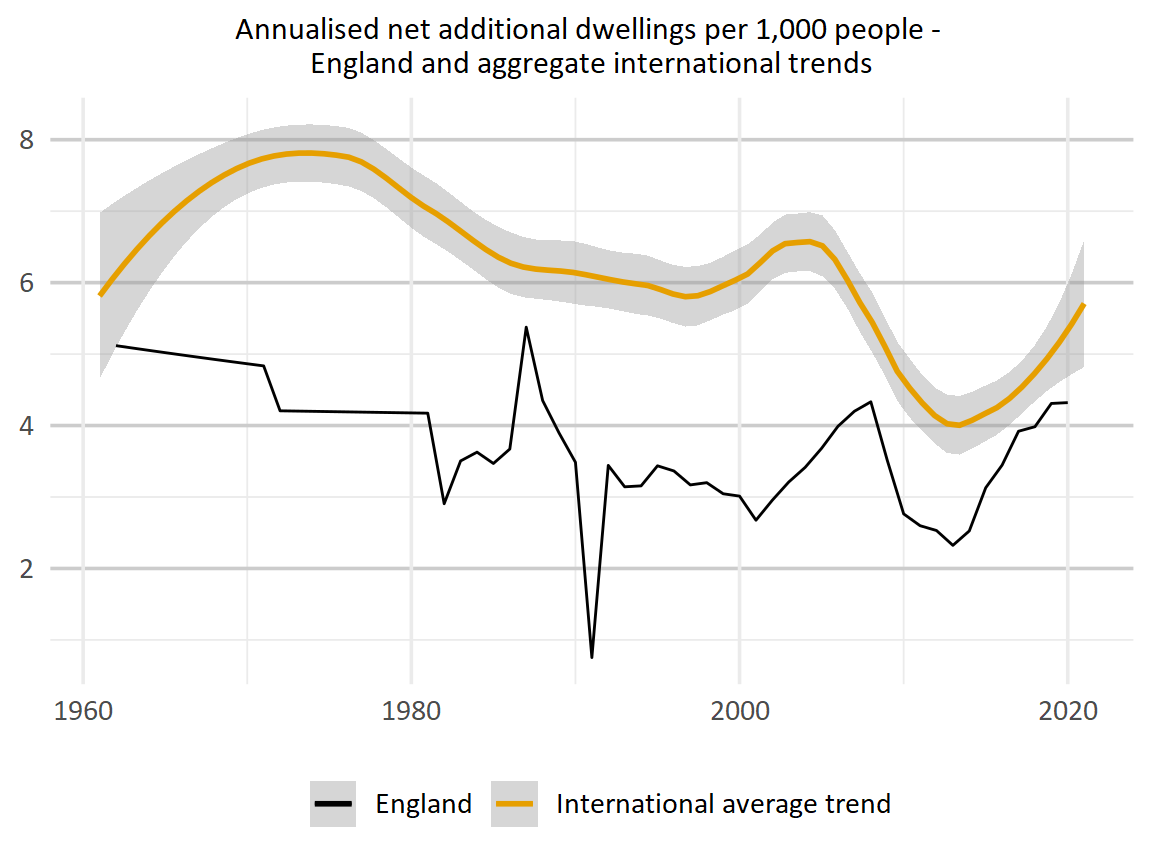 Annualised net additional dwellings per 1,000 people -
England and aggregate international trends
8
6
4
2
1960 1980 2000 2020
England International average trend